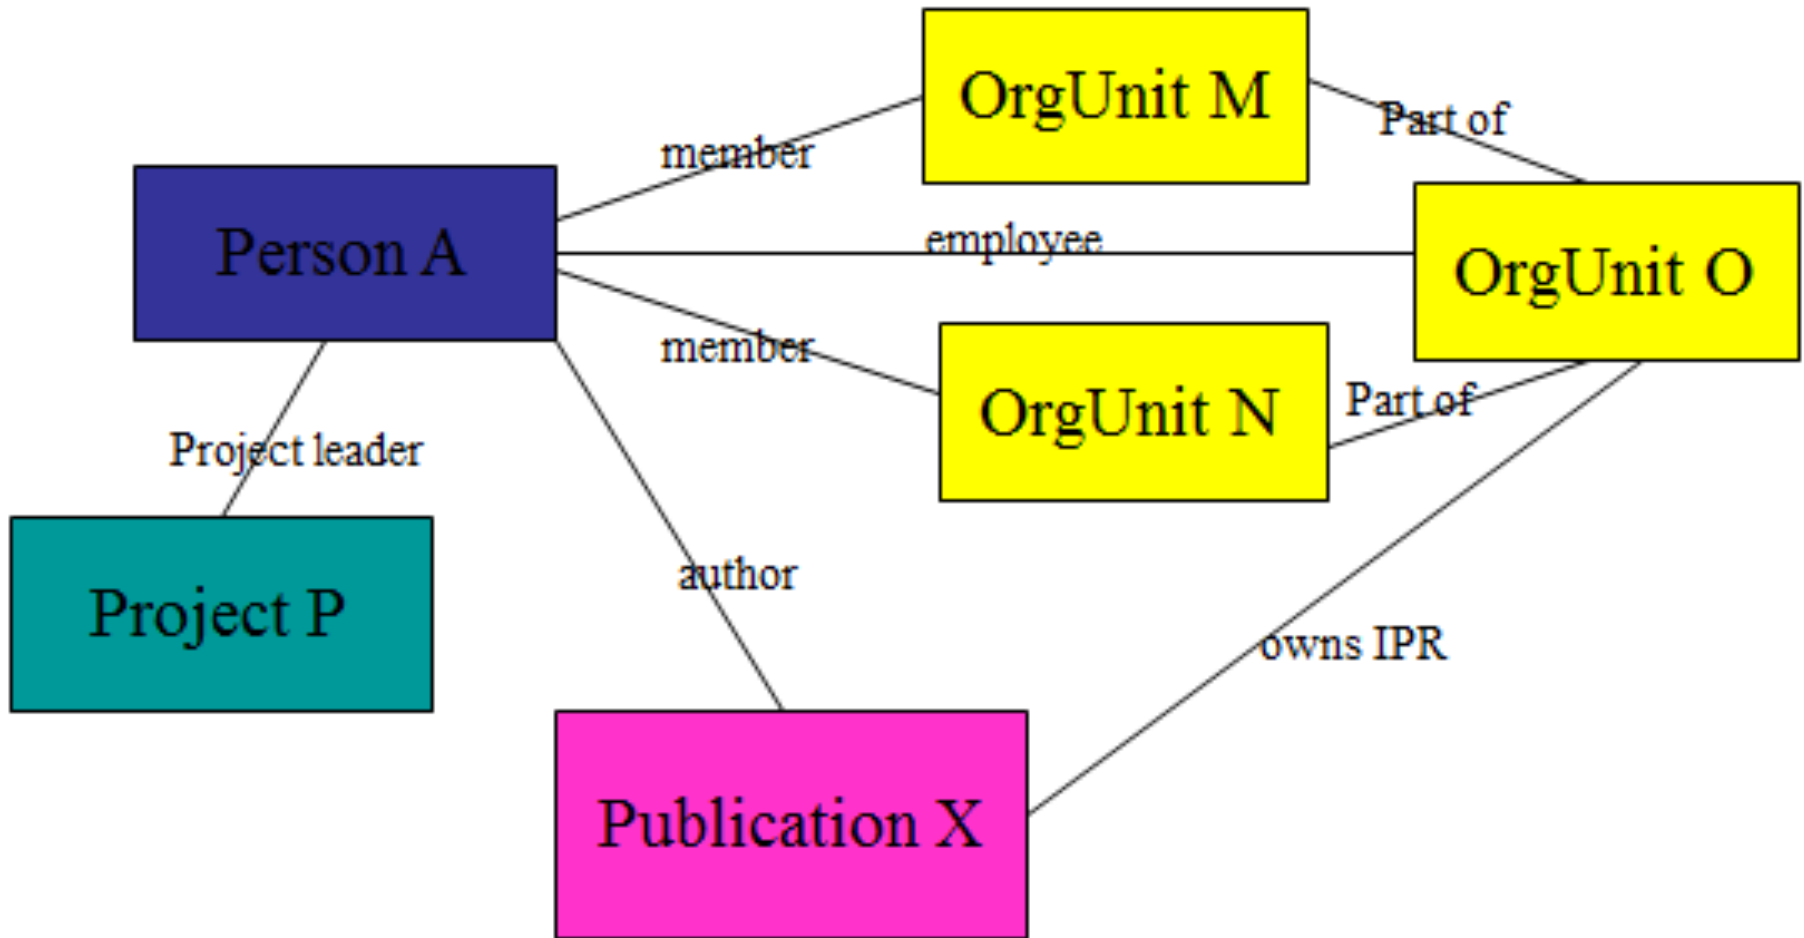 OrgUnit M
Part of
member
Person A
employee
OrgUnit O
member
OrgUnit N
Part of
Project leader
author
Project P
owns IPR
Publication X